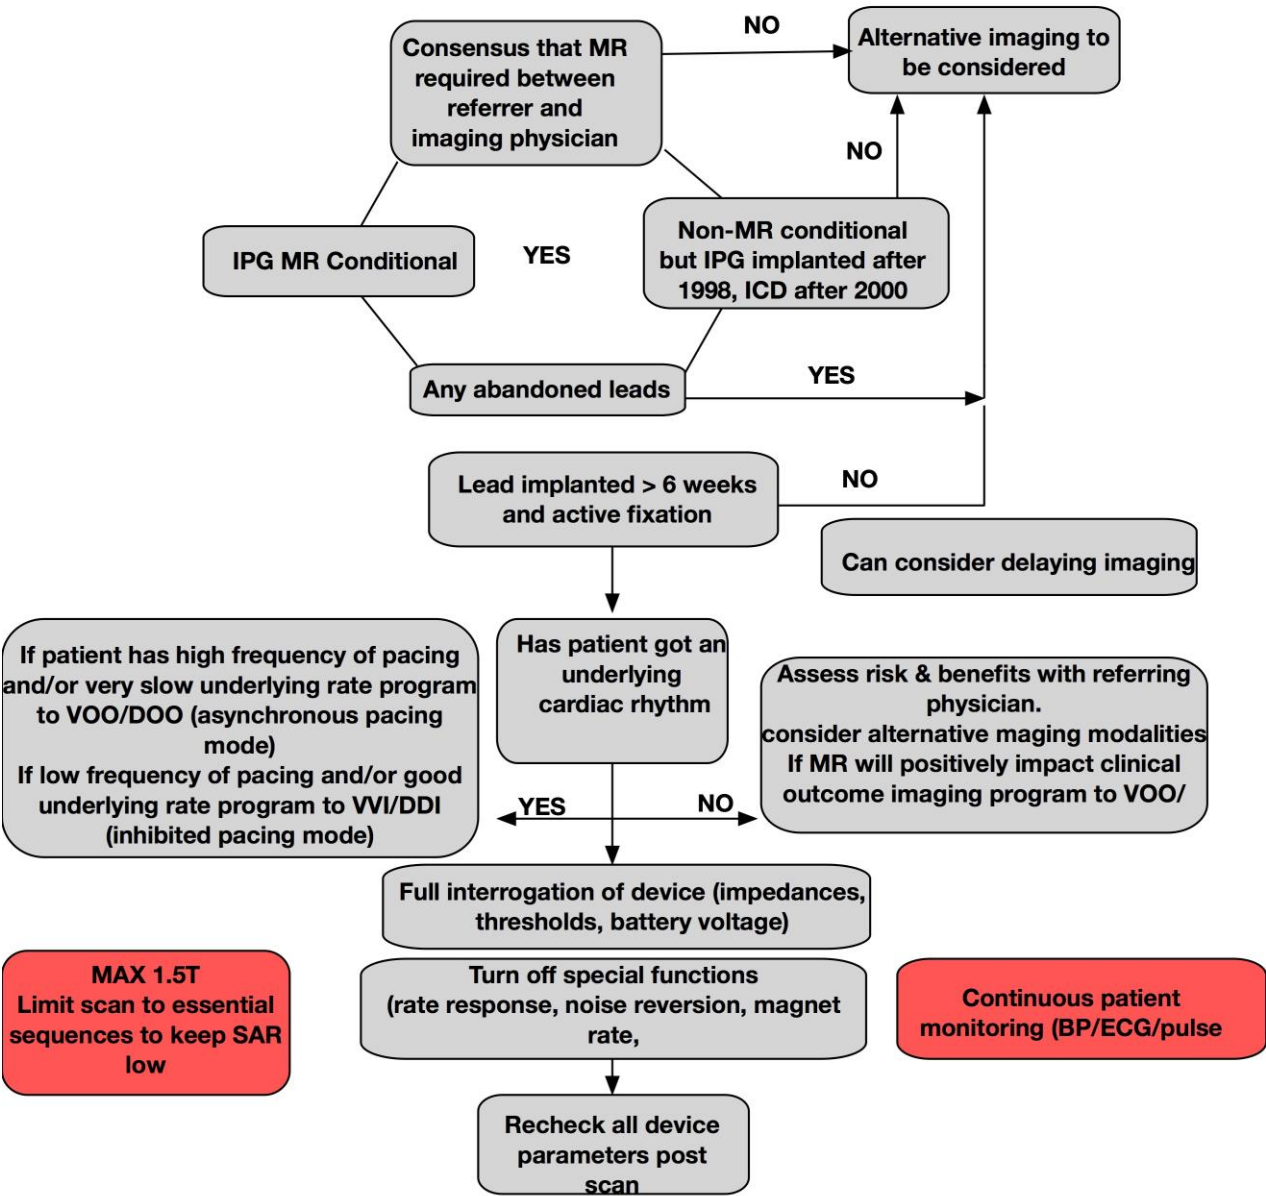 NO
Consensus that MR
required between
referrer and
imaging physician
Alternative imaging to
be considered
NO
IPG MR Conditional
YES
Non-MR conditional
but IPG implanted after
1998, ICD after 2000
Any abandoned leads
YES
Lead implanted > 6 weeks
and active fixation
NO
Can consider delaying imaging
If patient has high frequency of pacing
and/or very slow underlying rate program
to VOO/DOO (asynchronous pacing
mode)
If low frequency of pacing and/or good
underlying rate program to VVI/DDI
(inhibited pacing mode)
Has patient got an
underlying
cardiac rhythm
Assess risk & benefits with referring
physician.
consider alternative maging modalities
If MR will positively impact clinical
outcome imaging program to VOO/
YES
NO
Full interrogation of device (impedances,
thresholds, battery voltage)
MAX 1.5T
Limit scan to essential
sequences to keep SAR
low
Turn off special functions
(rate response, noise reversion, magnet
rate,
Continuous patient
monitoring (BP/ECG/pulse
Recheck all device
parameters post
scan